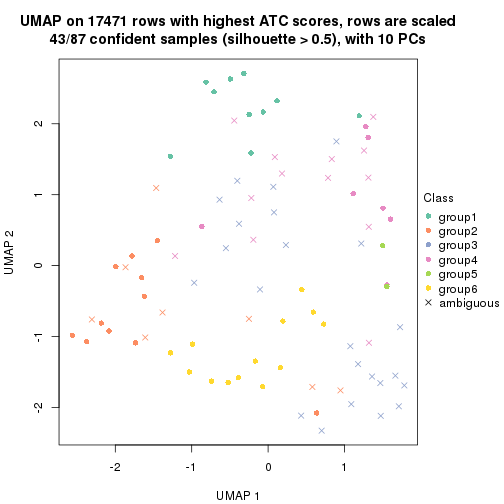 UMAP on 17471 rows with highest ATC scores, rows are scaled
43/87 confident samples (silhouette > 0.5), with 10 PCs
2
1
0
-1
-2
UMAP 2
-2
-1
0
1
UMAP 1
Class
group1
group2
group3
group4
group5
group6
ambiguous